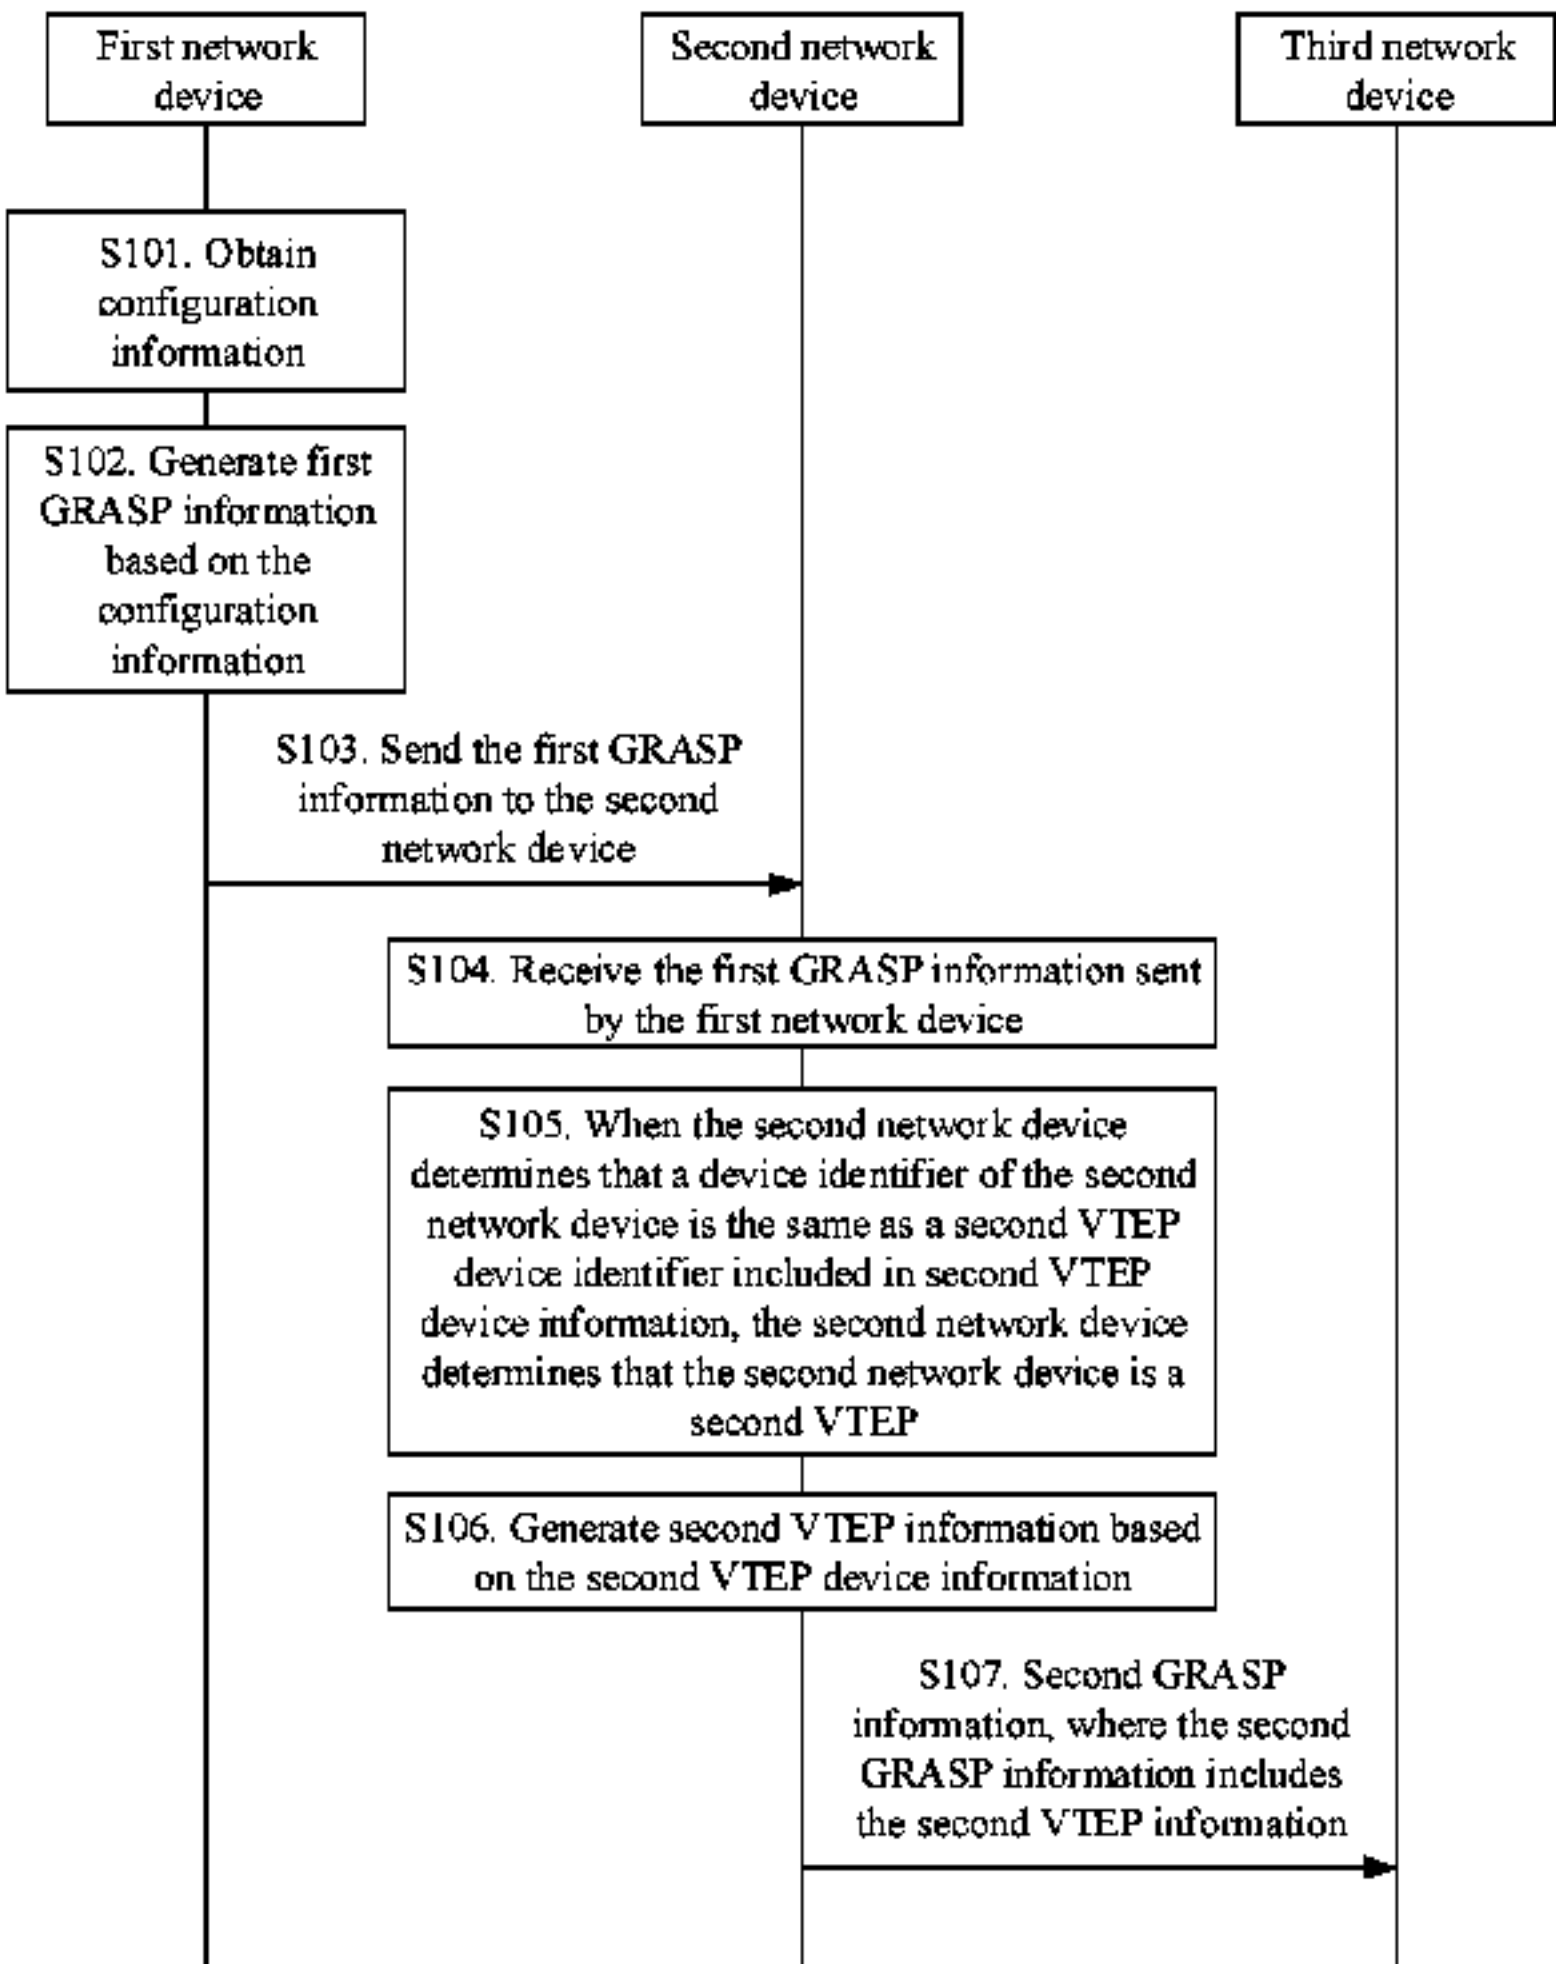 First network
device
Second network
device
Third network
device
S101. Obtain
configuration
information
S102. Generate first
GRASP information
based on the
configuration
information
S103. Send the first GRASP
information to the second
network device
S104. Receive the first GRASP information sent
by the first network device
S105. When the second network device
determines that a device identifier of the second
network device is the same as a second VTEP
device identifier included in second VTEP
device information, the second network device
determines that the second network device is a
second VTEP
S106. Generate second VTEP information based
on the second VTEP device information
S107. Second GRASP
information, where the second
GRASP information includes
the second VTEP information